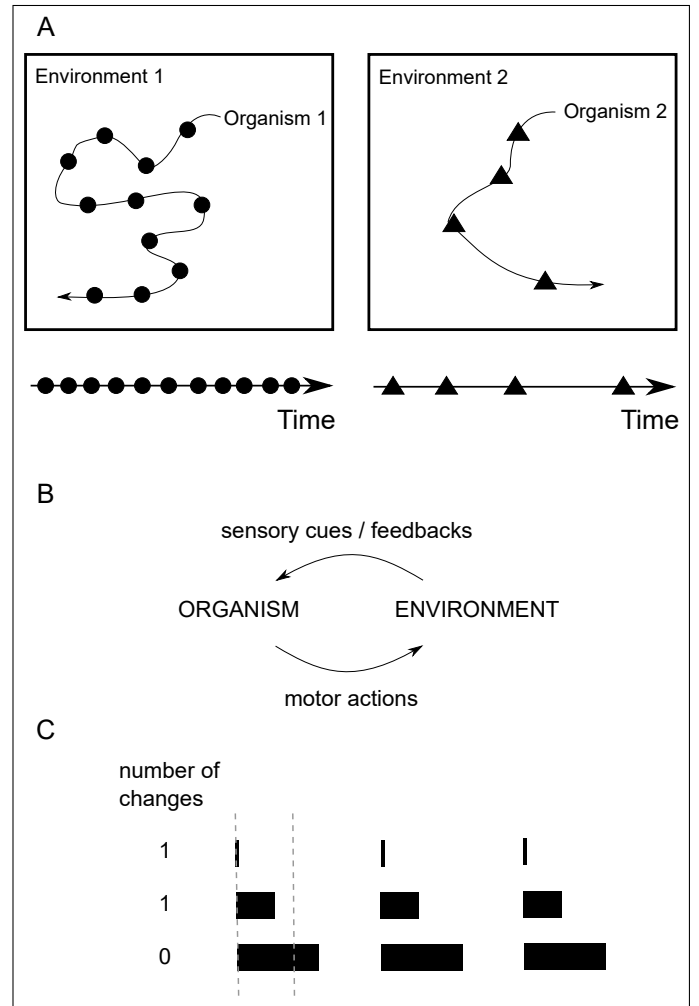 A
Environment 1
Organism 1
Environment 2
Organism 2
Time
Time
B
sensory cues / feedbacks
ORGANISM
ENVIRONMENT
motor actions
C
number of
changes
1
1
0